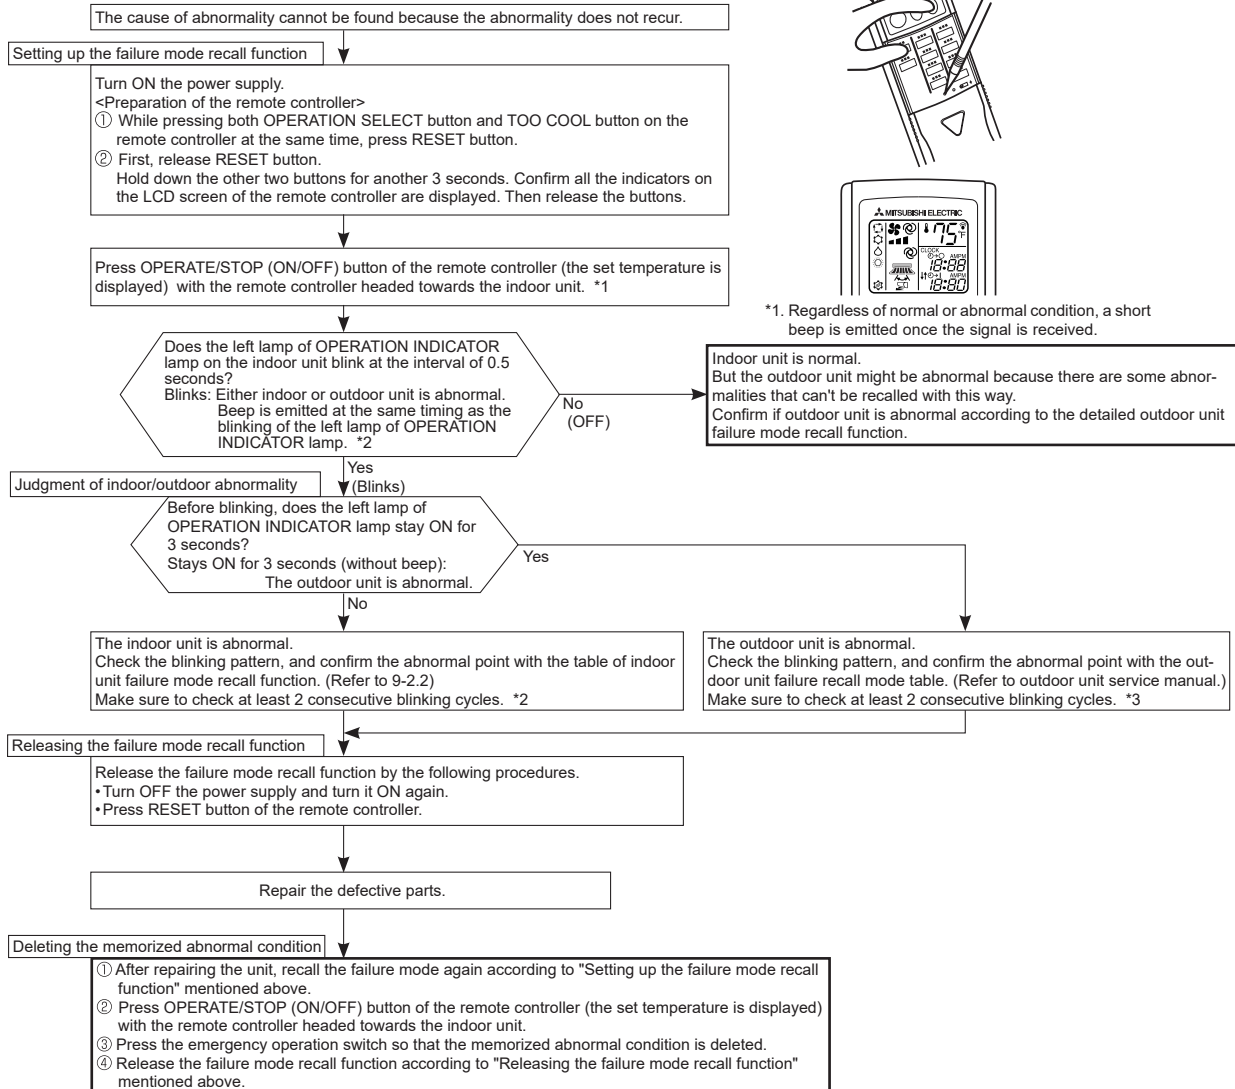 The cause of abnormality cannot be found because the abnormality does not recur.
Setting up the failure mode recall function
Turn ON the power supply.
<Preparation of the remote controller>
① While pressing both OPERATION SELECT button and TOO COOL button on the
remote controller at the same time, press RESET button.
② First, release RESET button.
Hold down the other two buttons for another 3 seconds. Confirm all the indicators on
the LCD screen of the remote controller are displayed. Then release the buttons.
MITSUBISHI ELECTRIC
75 °F
CLOCK
AMPM
18:88
AMPM
18:80
*1. Regardless of normal or abnormal condition, a short
beep is emitted once the signal is received.
Press OPERATE/STOP (ON/OFF) button of the remote controller (the set temperature is
displayed) with the remote controller headed towards the indoor unit. *1
Does the left lamp of OPERATION INDICATOR
lamp on the indoor unit blink at the interval of 0.5
seconds?
Blinks: Either indoor or outdoor unit is abnormal.
Beep is emitted at the same timing as the
blinking of the left lamp of OPERATION
INDICATOR lamp. *2
No
(OFF)
Indoor unit is normal.
But the outdoor unit might be abnormal because there are some abnor-
malities that can't be recalled with this way.
Confirm if outdoor unit is abnormal according to the detailed outdoor unit
failure mode recall function.
Yes
(Blinks)
Judgment of indoor/outdoor abnormality
Before blinking, does the left lamp of
OPERATION INDICATOR lamp stay ON for
3 seconds?
Stays ON for 3 seconds (without beep):
The outdoor unit is abnormal.
Yes
No
The indoor unit is abnormal.
Check the blinking pattern, and confirm the abnormal point with the table of indoor
unit failure mode recall function. (Refer to 9-2.2)
Make sure to check at least 2 consecutive blinking cycles. *2
The outdoor unit is abnormal.
Check the blinking pattern, and confirm the abnormal point with the out-
door unit failure recall mode table. (Refer to outdoor unit service manual.)
Make sure to check at least 2 consecutive blinking cycles. *3
Releasing the failure mode recall function
Release the failure mode recall function by the following procedures.
•Turn OFF the power supply and turn it ON again.
•Press RESET button of the remote controller.
Repair the defective parts.
Deleting the memorized abnormal condition
① After repairing the unit, recall the failure mode again according to "Setting up the failure mode recall
function" mentioned above.
② Press OPERATE/STOP (ON/OFF) button of the remote controller (the set temperature is displayed)
with the remote controller headed towards the indoor unit.
③ Press the emergency operation switch so that the memorized abnormal condition is deleted.
④ Release the failure mode recall function according to "Releasing the failure mode recall function"
mentioned above.